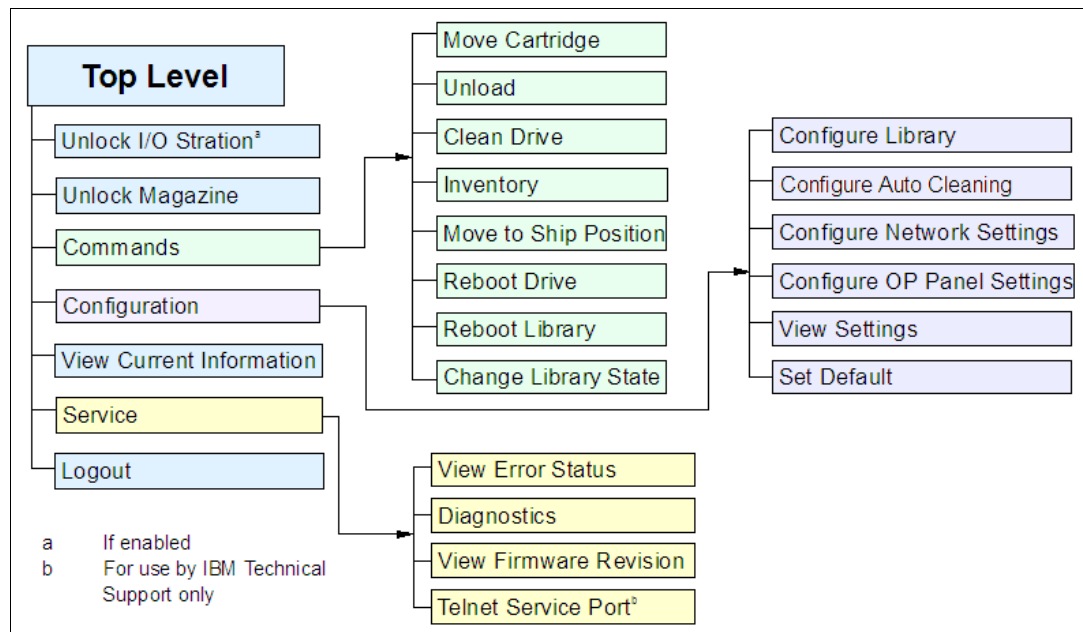 Top Level
Unlock I/O Strationᵃ
Unlock Magazine
Commands
Configuration
View Current Information
Service
Logout
Move Cartridge
Unload
Clean Drive
Inventory
Move to Ship Position
Reboot Drive
Reboot Library
Change Library State
Configure Library
Configure Auto Cleaning
Configure Network Settings
Configure OP Panel Settings
View Settings
Set Default
View Error Status
Diagnostics
View Firmware Revision
Telnet Service Portᵇ
a If enabled
b For use by IBM Technical
Support only